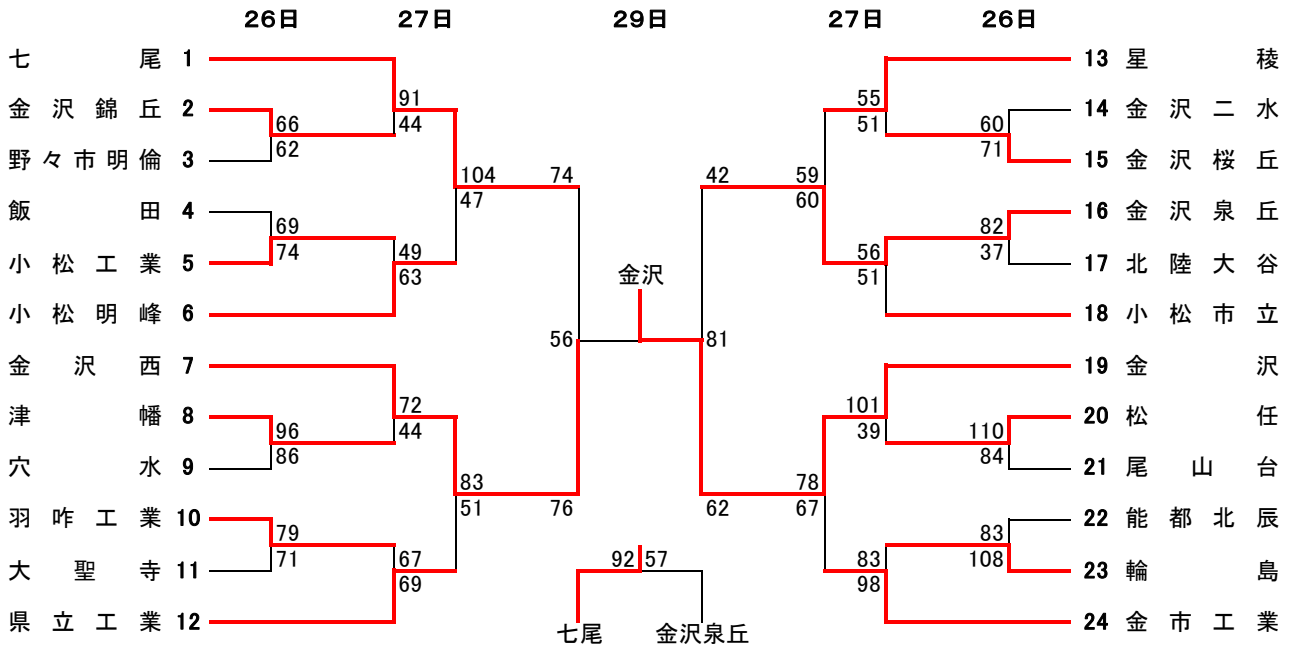 26日 27日 29日 27日 26日
七尾 1 13 星稜
91 55
金沢錦丘 2 44 51 14 金沢二水
66 60
62 71
野々市明倫 3 15 金沢桜丘
104 74 42 59
47 60
飯田 4 16 金沢泉丘
69 82
74 49 56 37
小松工業 5 63 51 17 北陸大谷
金沢
小松明峰 6 18 小松市立
56 81
金沢西 7 19 金沢
72 101
津幡 8 44 39 20 松任
96 110
86 84
穴水 9 21 尾山台
83 78
51 76 62 67
羽咋工業 10 22 能都北辰
79 83
71 67 83 108
大聖寺 11 92 57 23 輪島
69 98
県立工業 12 24 金市工業
七尾 金沢泉丘